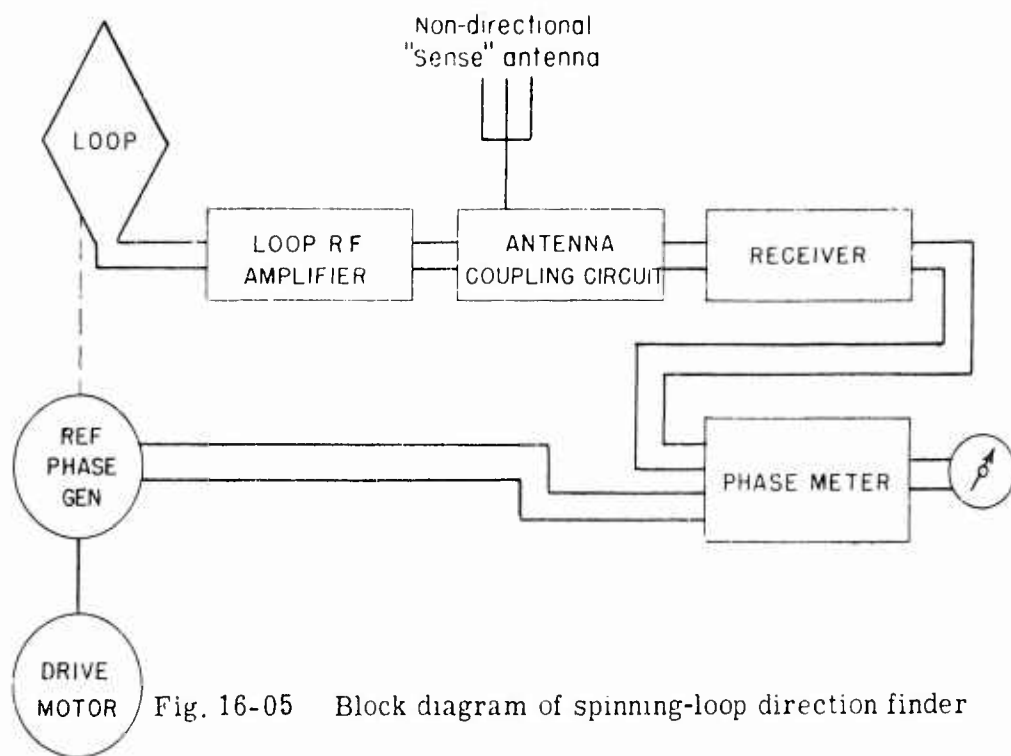 Non-directional
"Sense" antenna
LOOP
LOOP RF
AMPLIFIER
ANTENNA
COUPLING CIRCUIT
RECEIVER
REF
PHASE
GEN
PHASE METER
DRIVE
MOTOR
Fig. 16-05 Block diagram of spinning-loop direction finder